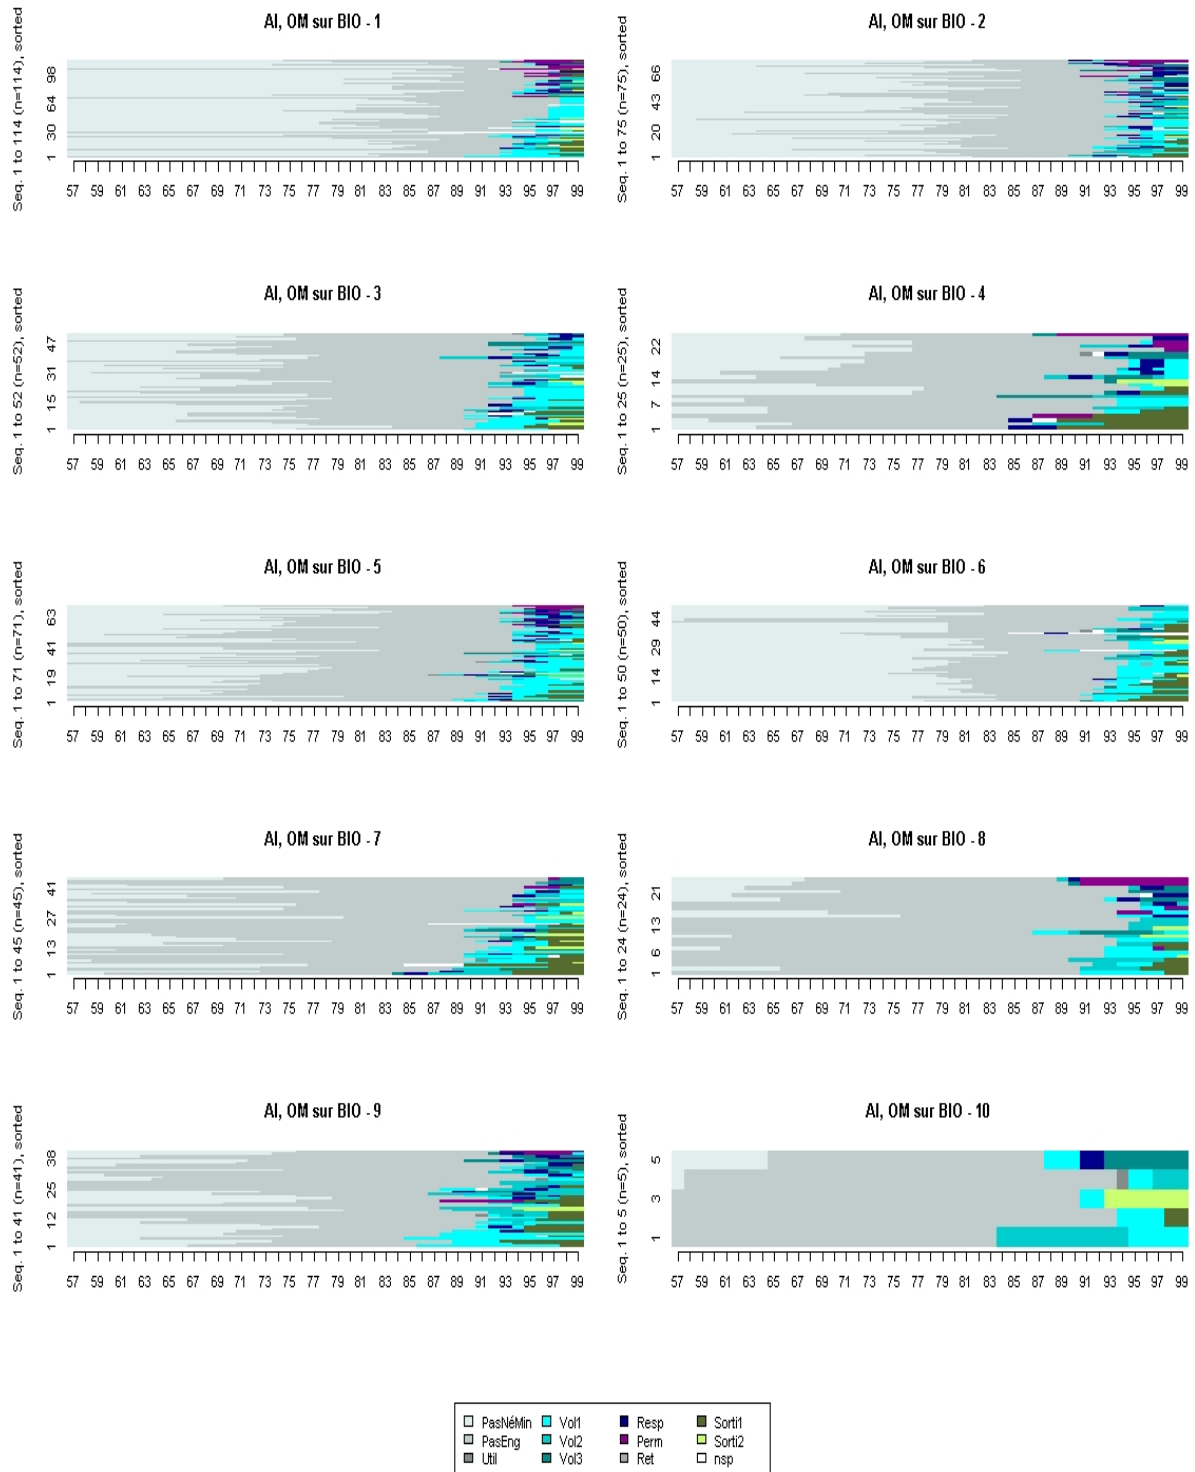 AI, OM sur BIO - 1
Seq. 1 to 114 (n=114), sorted
1 30 64 98
57 59 61 63 65 67 69 71 73 75 77 79 81 83 85 87 89 91 93 95 97 99
AI, OM sur BIO - 2
Seq. 1 to 75 (n=75), sorted
1 20 43 66
57 59 61 63 65 67 69 71 73 75 77 79 81 83 85 87 89 91 93 95 97 99
AI, OM sur BIO - 3
Seq. 1 to 52 (n=52), sorted
1 15 31 47
57 59 61 63 65 67 69 71 73 75 77 79 81 83 85 87 89 91 93 95 97 99
AI, OM sur BIO - 4
Seq. 1 to 25 (n=25), sorted
1 7 14 22
57 59 61 63 65 67 69 71 73 75 77 79 81 83 85 87 89 91 93 95 97 99
AI, OM sur BIO - 5
Seq. 1 to 71 (n=71), sorted
1 19 41 63
57 59 61 63 65 67 69 71 73 75 77 79 81 83 85 87 89 91 93 95 97 99
AI, OM sur BIO - 6
Seq. 1 to 50 (n=50), sorted
1 14 29 44
57 59 61 63 65 67 69 71 73 75 77 79 81 83 85 87 89 91 93 95 97 99
AI, OM sur BIO - 7
Seq. 1 to 45 (n=45), sorted
1 13 27 41
57 59 61 63 65 67 69 71 73 75 77 79 81 83 85 87 89 91 93 95 97 99
AI, OM sur BIO - 8
Seq. 1 to 24 (n=24), sorted
1 6 13 21
57 59 61 63 65 67 69 71 73 75 77 79 81 83 85 87 89 91 93 95 97 99
AI, OM sur BIO - 9
Seq. 1 to 41 (n=41), sorted
1 12 25 38
57 59 61 63 65 67 69 71 73 75 77 79 81 83 85 87 89 91 93 95 97 99
AI, OM sur BIO - 10
Seq. 1 to 5 (n=5), sorted
1 3 5
57 59 61 63 65 67 69 71 73 75 77 79 81 83 85 87 89 91 93 95 97 99
PasNéMin Vol1 Resp Sorti1
PasEng Vol2 Perm Sorti2
Util Vol3 Ret nsp